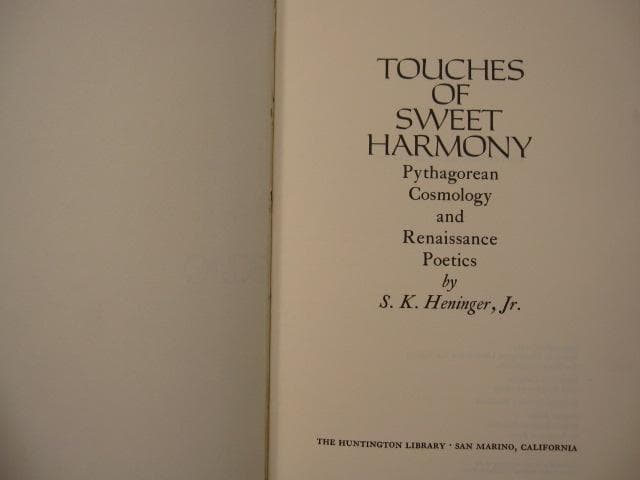 TOUCHES
OF
SWEET
HARMONY
Pythagorean
Cosmology
and
Renaissance
Poetics
by
S. K. Heninger, Jr.
THE HUNTINGTON LIBRARY · SAN MARINO, CALIFORNIA